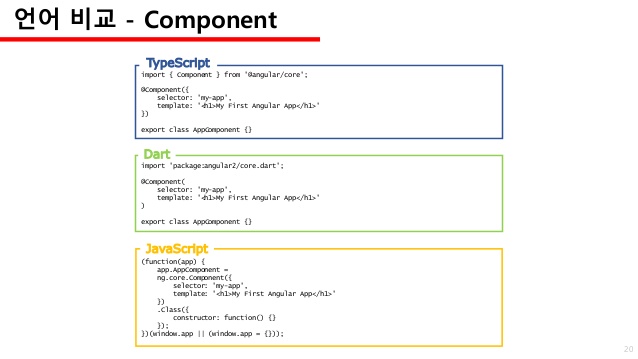 언어 비교 - Component
TypeScript
import { Component } from '@angular/core';
@Component({
    selector: 'my-app',
    template: '<h1>My First Angular App</h1>'
})
export class AppComponent {}
Dart
import 'package:angular2/core.dart';
@Component(
    selector: 'my-app',
    template: '<h1>My First Angular App</h1>'
)
export class AppComponent {}
JavaScript
(function(app) {
    app.AppComponent =
    ng.core.Component({
        selector: 'my-app',
        template: '<h1>My First Angular App</h1>'
    })
    .Class({
        constructor: function() {}
    });
})(window.app || (window.app = {}));
20